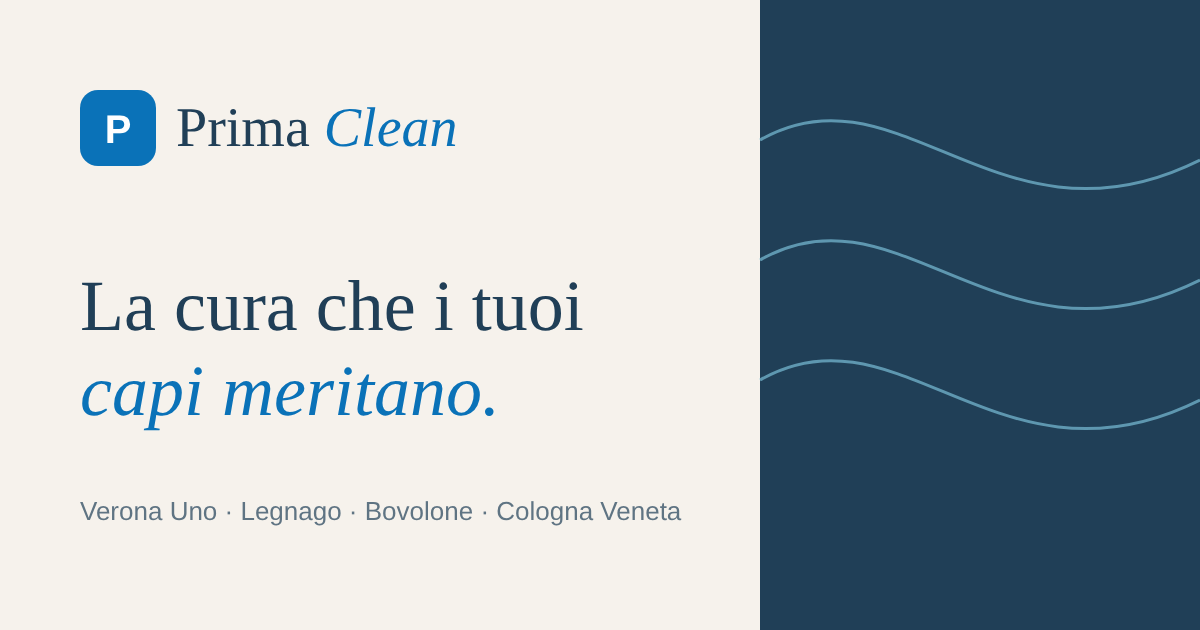 P
Prima Clean
La cura che i tuoi
capi meritano.
Verona Uno · Legnago · Bovolone · Cologna Veneta